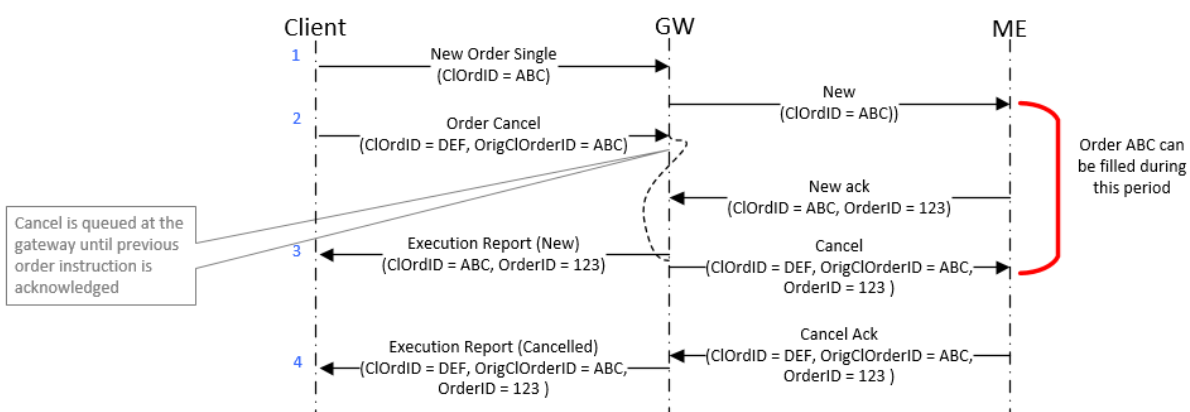 Client
GW
ME
1
New Order Single
(ClOrdID = ABC)
New
(ClOrdID = ABC))
2
Order Cancel
(ClOrdID = DEF, OrigClOrderID = ABC)
Order ABC can
be filled during
this period
New ack
(ClOrdID = ABC, OrderID = 123)
Cancel is queued at the
gateway until previous
order instruction is
acknowledged
3
Execution Report (New)
(ClOrdID = ABC, OrderID = 123)
Cancel
(ClOrdID = DEF, OrigClOrderID = ABC,
OrderID = 123 )
Cancel Ack
(ClOrdID = DEF, OrigClOrderID = ABC,
OrderID = 123 )
4
Execution Report (Cancelled)
(ClOrdID = DEF, OrigClOrderID = ABC,
OrderID = 123 )